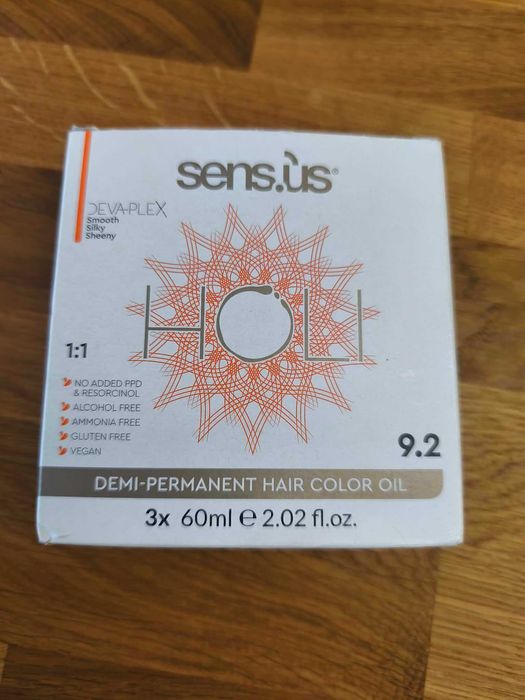 sens.ùs®
DEVA-PLEX
Smooth
Silky
Sheeny
HOLI
1:1
NO ADDED PPD
& RESORCINOL
ALCOHOL FREE
AMMONIA FREE
GLUTEN FREE
VEGAN
9.2
DEMI-PERMANENT HAIR COLOR OIL
3x 60ml ℮ 2.02 fl.oz.